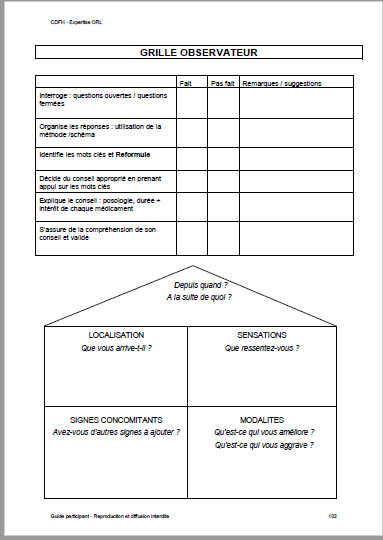 CDFH - Expertise ORL
GRILLE OBSERVATEUR
Fait Pas fait Remarques / suggestions
Interroge : questions ouvertes / questions
fermées
Organise les réponses : utilisation de la
méthode /schéma
Identifie les mots clés et Reformule
Décide du conseil approprié en prenant
appui sur les mots clés
Explique le conseil : posologie, durée +
intérêt de chaque médicament
S'assure de la compréhension de son
conseil et valide
Depuis quand ?
A la suite de quoi ?
LOCALISATION
Que vous arrive-t-il ?
SENSATIONS
Que ressentez-vous ?
SIGNES CONCOMITANTS
Avez-vous d'autres signes à ajouter ?
MODALITES
Qu'est-ce qui vous améliore ?
Qu'est-ce qui vous aggrave ?
Guide participant - Reproduction et diffusion interdite
102